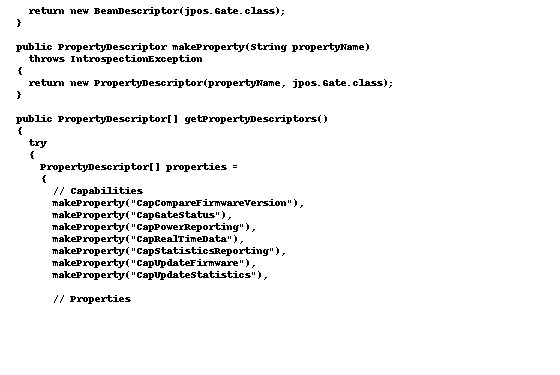 return new BeanDescriptor(jpos.Gate.class);
}
public PropertyDescriptor makeProperty(String propertyName)
throws IntrospectionException
{
return new PropertyDescriptor(propertyName, jpos.Gate.class);
}
public PropertyDescriptor[] getPropertyDescriptors()
{
try
{
PropertyDescriptor[] properties =
{
// Capabilities
makeProperty("CapCompareFirmwareVersion"),
makeProperty("CapGateStatus"),
makeProperty("CapPowerReporting"),
makeProperty("CapRealTimeData"),
makeProperty("CapStatisticsReporting"),
makeProperty("CapUpdateFirmware"),
makeProperty("CapUpdateStatistics"),
// Properties